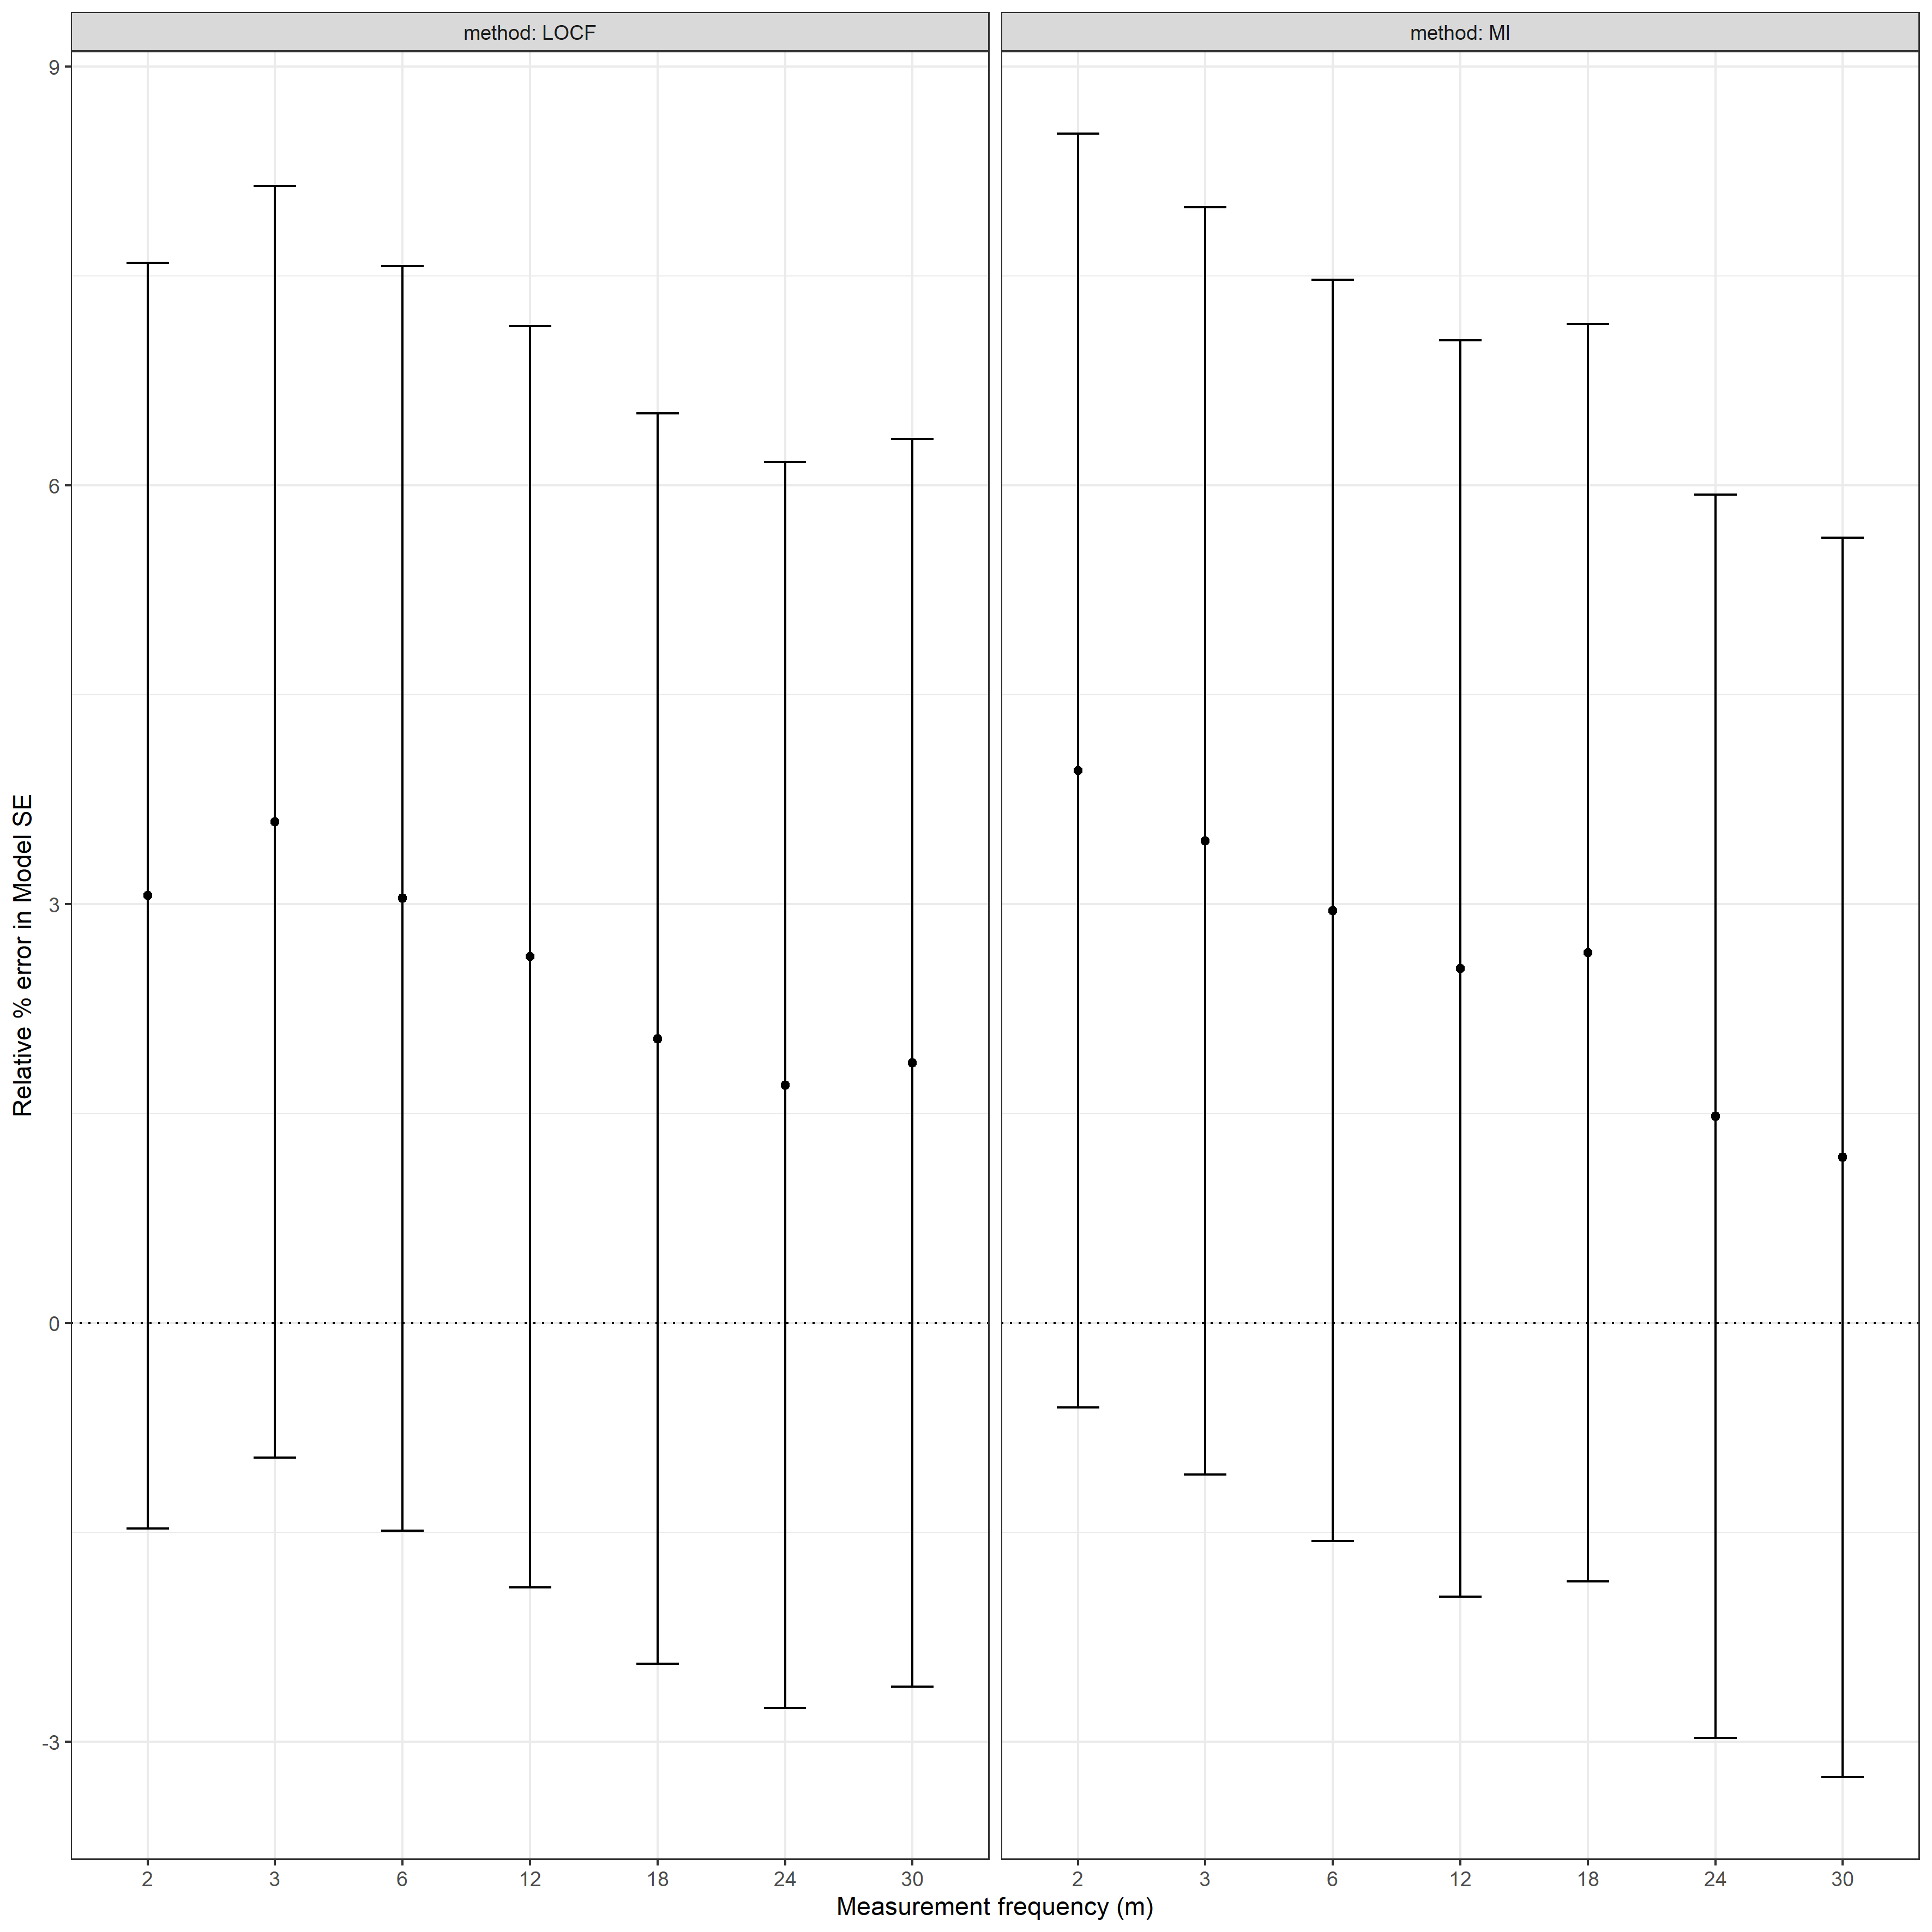 method: LOCF
method: MI
9
6
3
0
-3
Relative % error in Model SE
2 3 6 12 18 24 30
2 3 6 12 18 24 30
Measurement frequency (m)